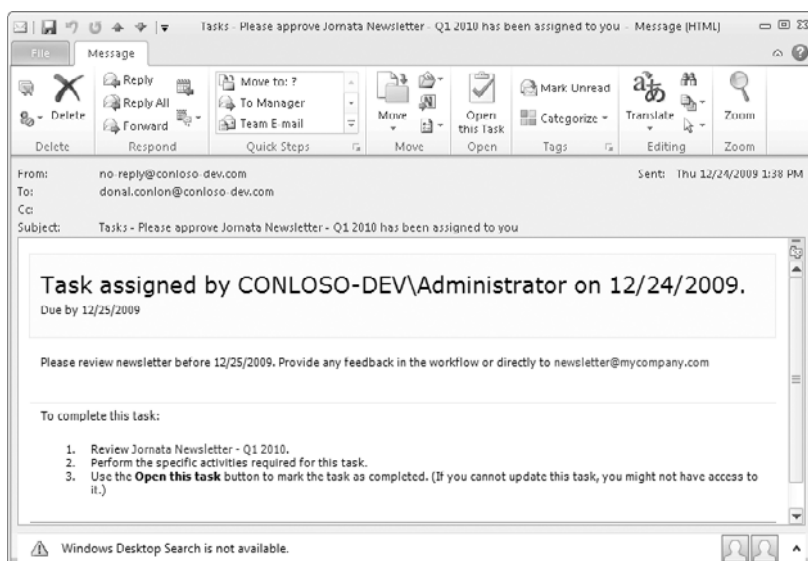 Tasks - Please approve Jornata Newsletter - Q1 2010 has been assigned to you - Message (HTML)
File Message
Reply Move to: ? Mark Unread
Reply All To Manager
Delete Forward Team E-mail Move Open this Task Categorize Translate Zoom
Delete Respond Quick Steps Move Open Tags Editing Zoom
From: no-reply@conloso-dev.com Sent: Thu 12/24/2009 1:38 PM
To: donal.conlon@conloso-dev.com
Cc:
Subject: Tasks - Please approve Jornata Newsletter - Q1 2010 has been assigned to you
Task assigned by CONLOSO-DEV\Administrator on 12/24/2009.
Due by 12/25/2009
Please review newsletter before 12/25/2009. Provide any feedback in the workflow or directly to newsletter@mycompany.com
To complete this task:
1. Review Jornata Newsletter - Q1 2010.
2. Perform the specific activities required for this task.
3. Use the Open this task button to mark the task as completed. (If you cannot update this task, you might not have access to
it.)
Windows Desktop Search is not available.